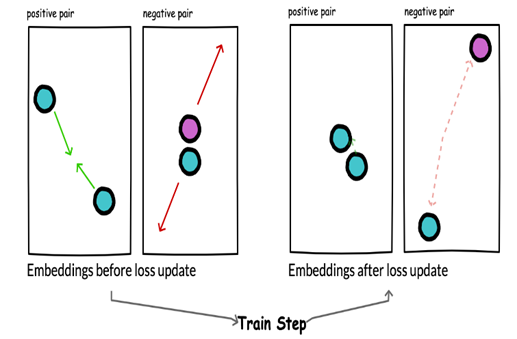 positive pair
negative pair
positive pair
negative pair
Embeddings before loss update
Embeddings after loss update
Train Step